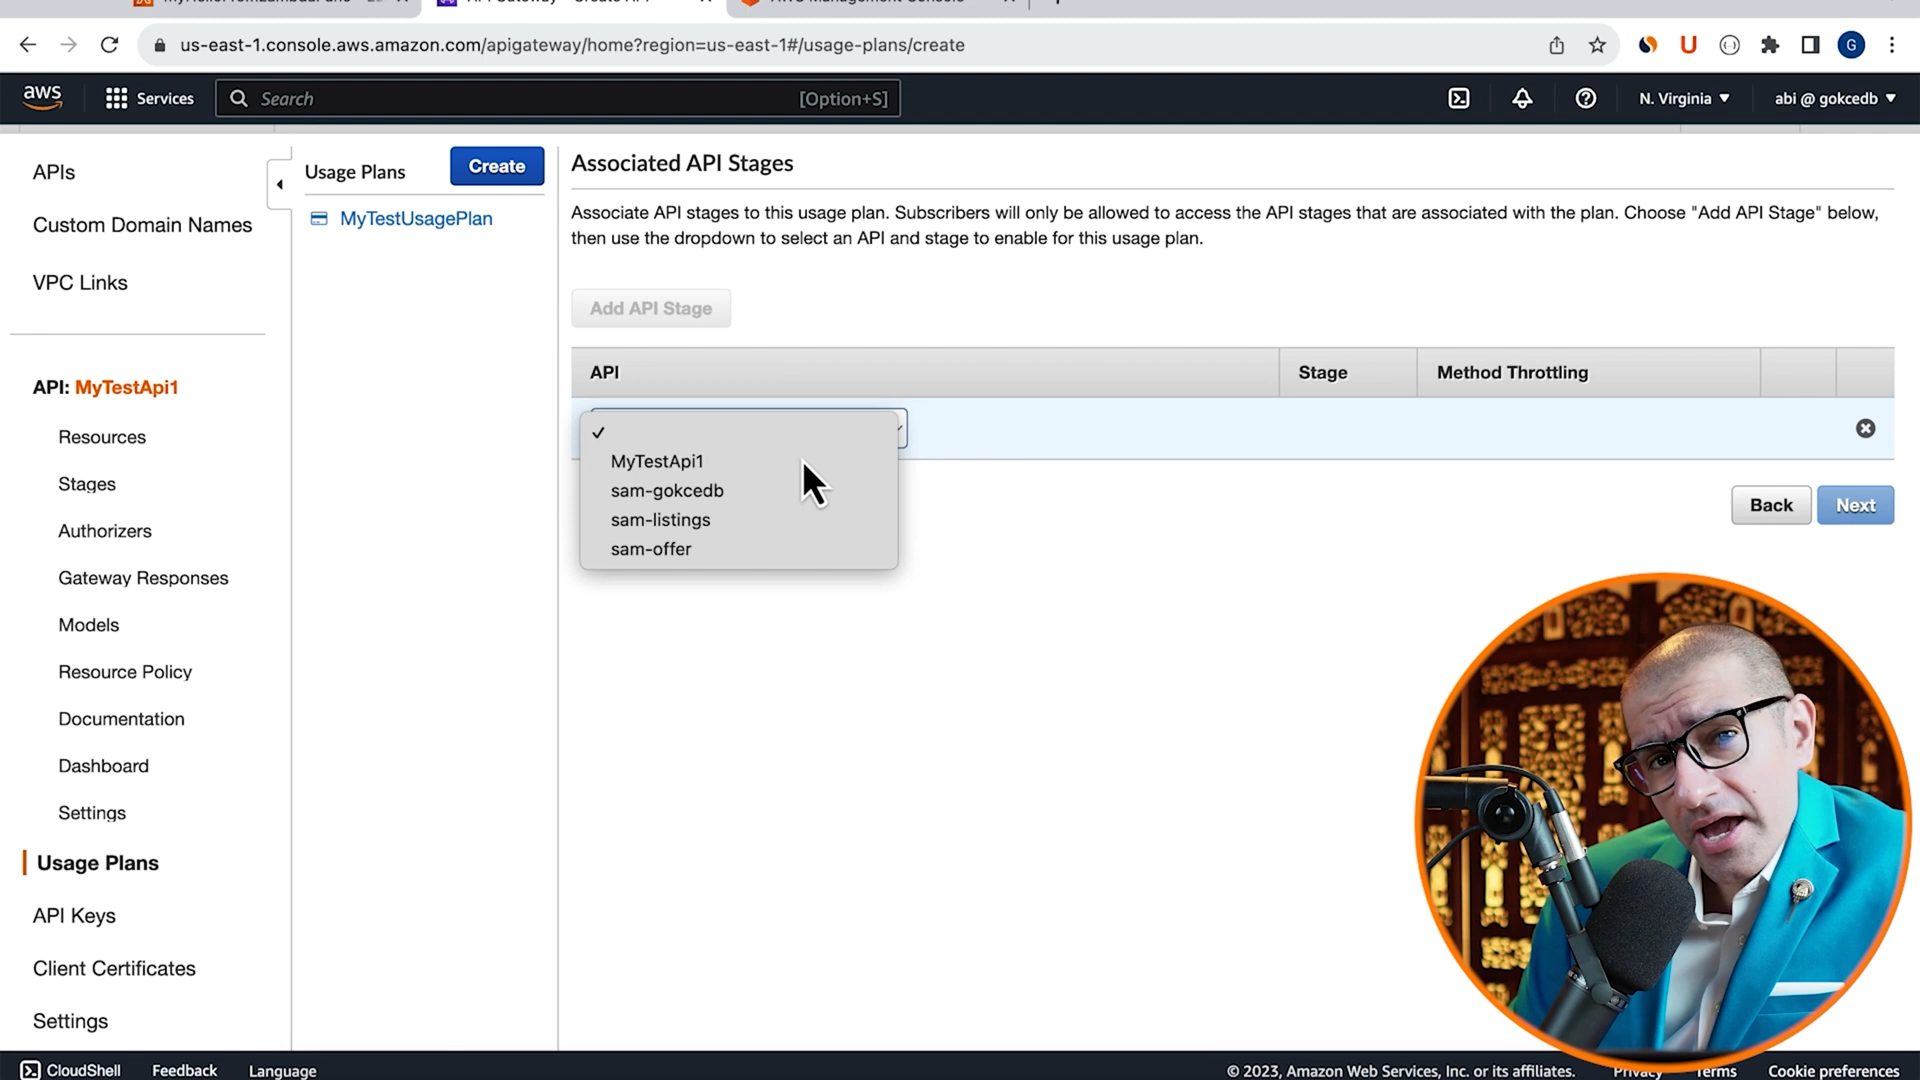 us-east-1.console.aws.amazon.com/apigateway/home?region=us-east-1#/usage-plans/create
G
aws
Services
Search
[Option+S]
N. Virginia
abi @ gokcedb
APIs
Custom Domain Names
VPC Links
API: MyTestApi1
Resources
Stages
Authorizers
Gateway Responses
Models
Resource Policy
Documentation
Dashboard
Settings
Usage Plans
API Keys
Client Certificates
Settings
Usage Plans
Create
MyTestUsagePlan
Associated API Stages
Associate API stages to this usage plan. Subscribers will only be allowed to access the API stages that are associated with the plan. Choose "Add API Stage" below,
then use the dropdown to select an API and stage to enable for this usage plan.
Add API Stage
API
Stage
Method Throttling
MyTestApi1
sam-gokcedb
sam-listings
sam-offer
Back
Next
CloudShell
Feedback
Language
© 2023, Amazon Web Services, Inc. or its affiliates.
Privacy
Terms
Cookie preferences